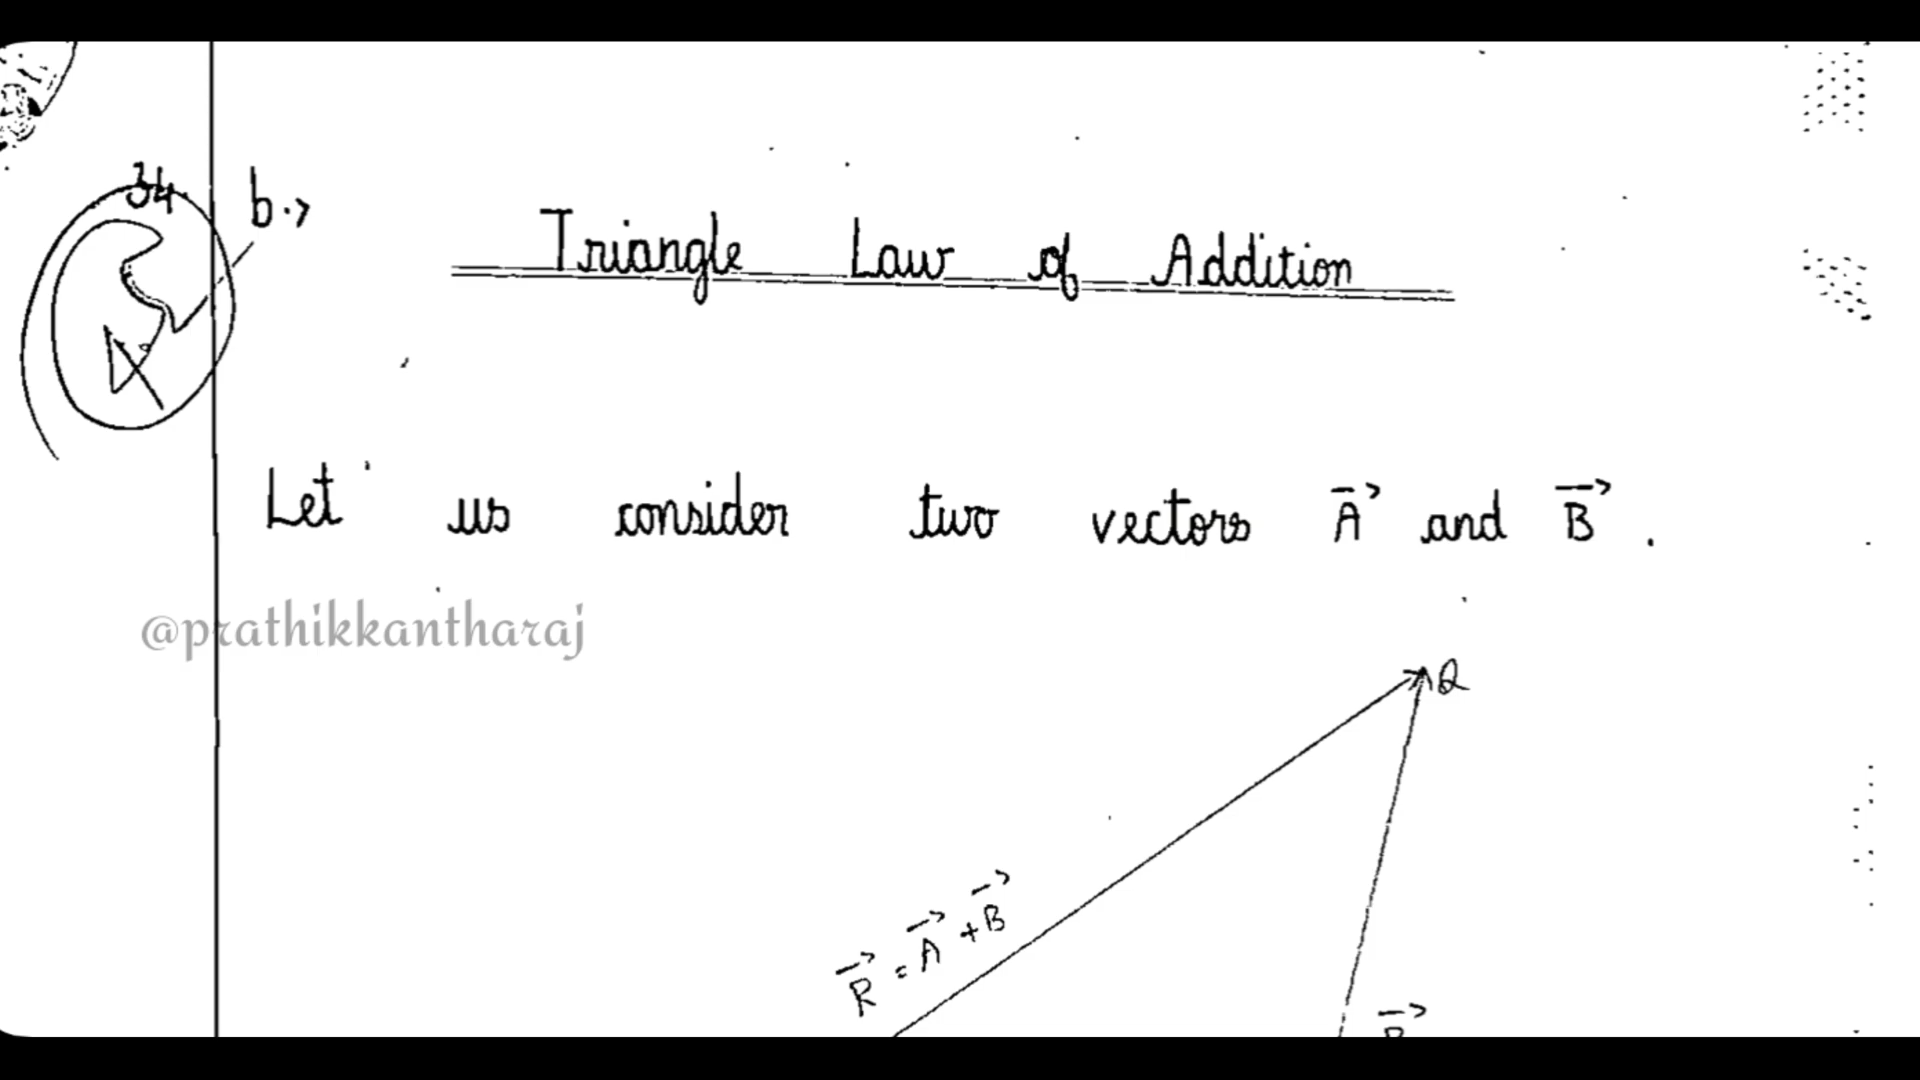 34. b.>
Triangle Law of Addition
Let us consider two vectors A⃗ and B⃗ .
@prathikkantharaj
Q
R⃗ = A⃗ + B⃗
B⃗